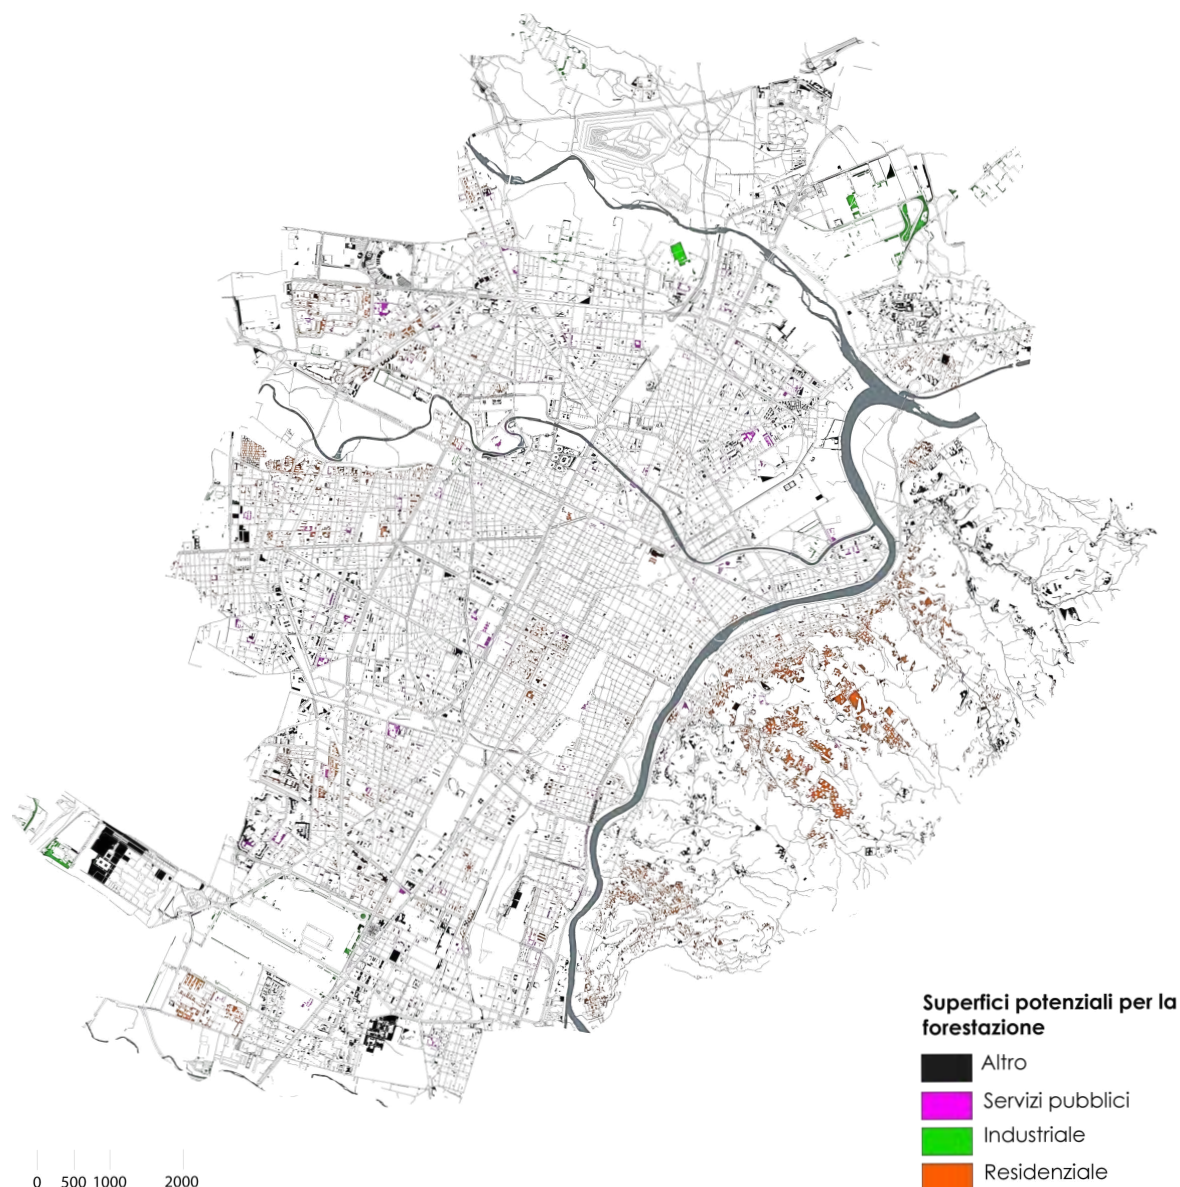 Superfici potenziali per la
forestazione
Altro
Servizi pubblici
Industriale
Residenziale
0 500 1000 2000